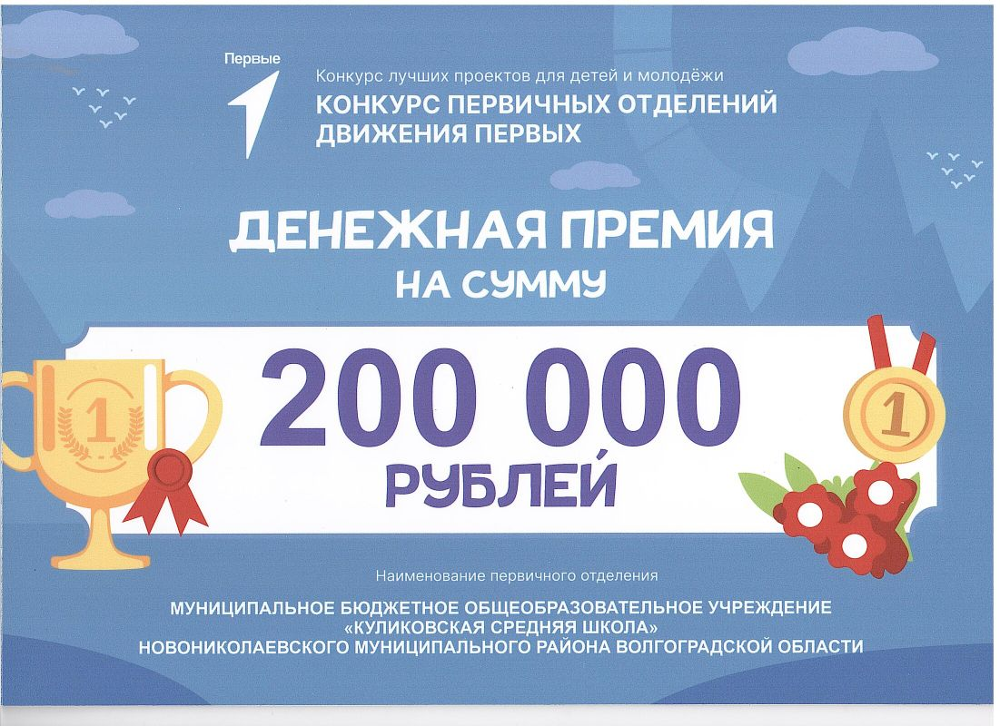 Первые
Конкурс лучших проектов для детей и молодёжи
КОНКУРС ПЕРВИЧНЫХ ОТДЕЛЕНИЙ
ДВИЖЕНИЯ ПЕРВЫХ
ДЕНЕЖНАЯ ПРЕМИЯ
НА СУММУ
200 000
РУБЛЕЙ
1
1
Наименование первичного отделения
МУНИЦИПАЛЬНОЕ БЮДЖЕТНОЕ ОБЩЕОБРАЗОВАТЕЛЬНОЕ УЧРЕЖДЕНИЕ
«КУЛИКОВСКАЯ СРЕДНЯЯ ШКОЛА»
НОВОНИКОЛАЕВСКОГО МУНИЦИПАЛЬНОГО РАЙОНА ВОЛГОГРАДСКОЙ ОБЛАСТИ